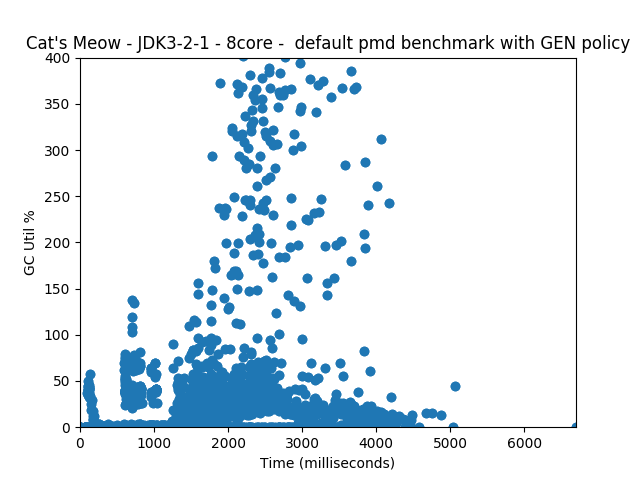 Cat's Meow - JDK3-2-1 - 8core -  default pmd benchmark with GEN policy
400
350
300
250
200
150
100
50
0
GC Util %
0 1000 2000 3000 4000 5000 6000
Time (milliseconds)